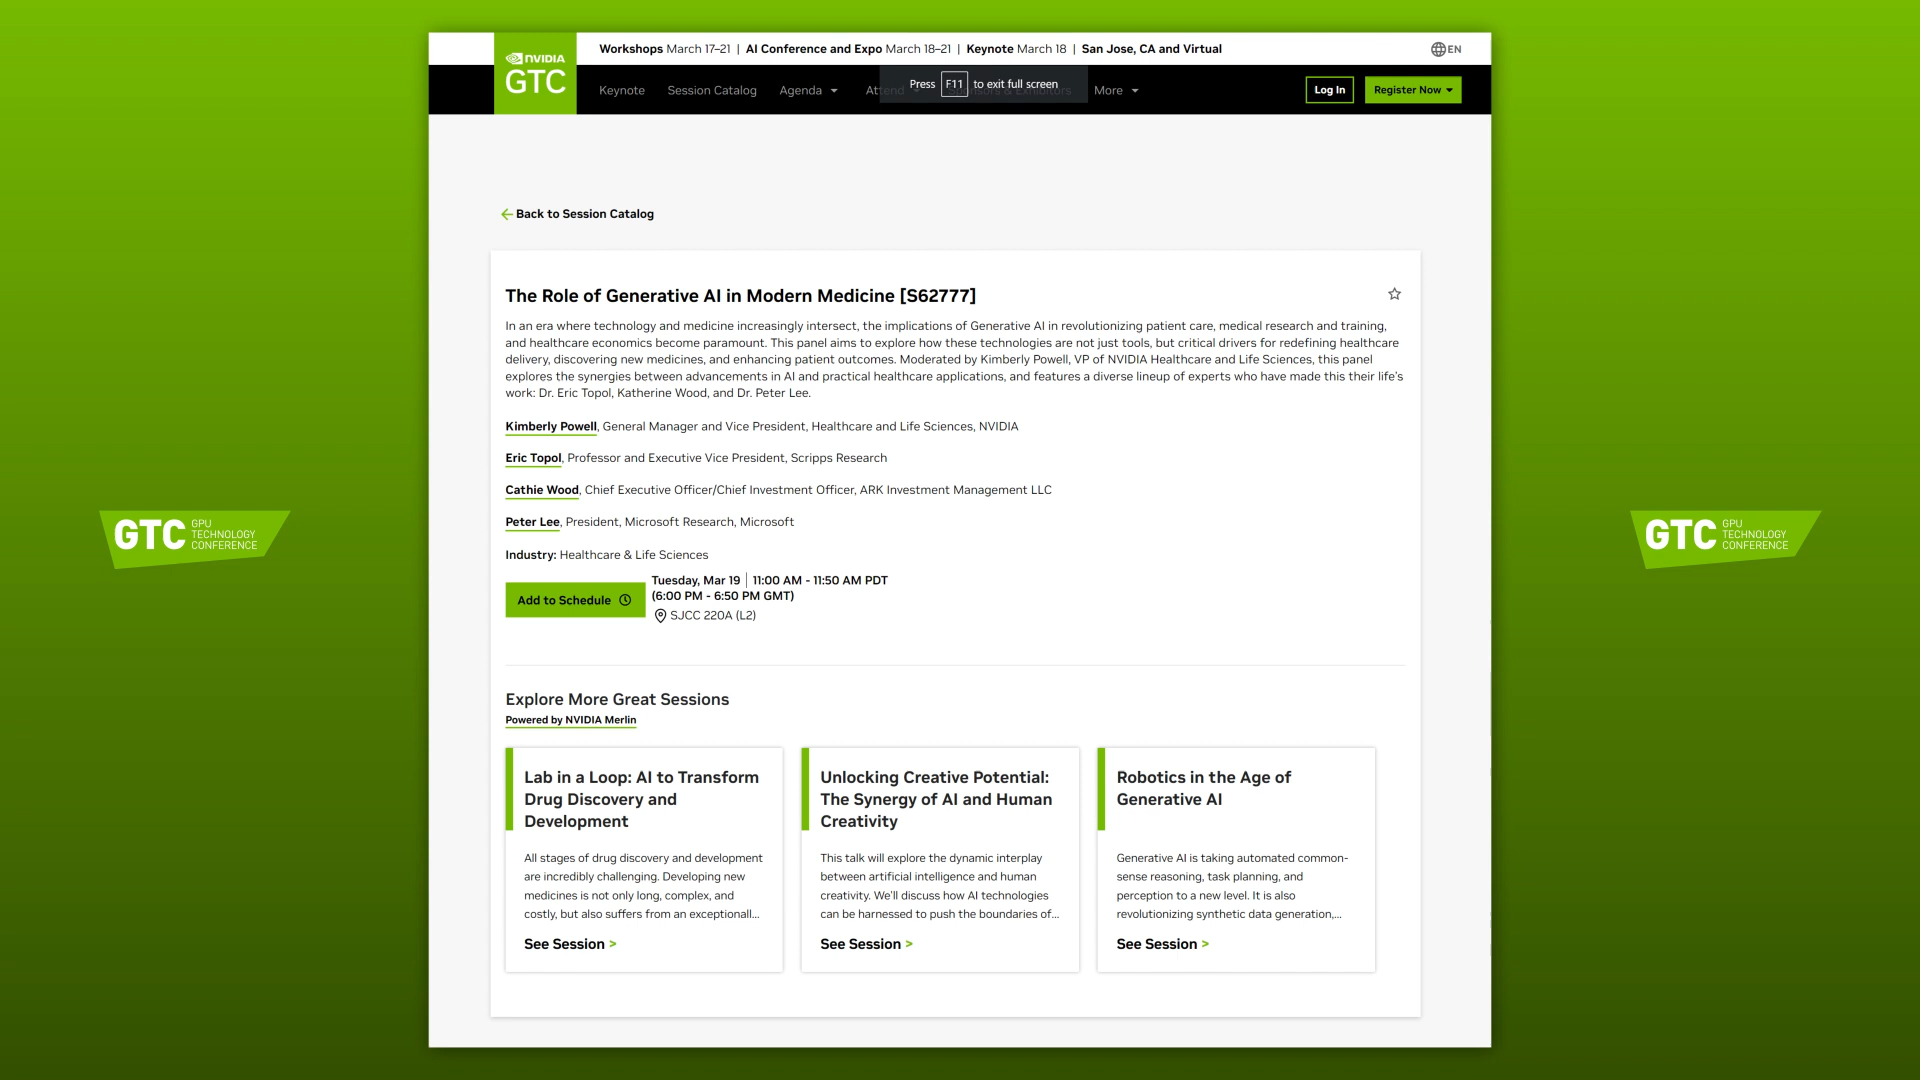 Workshops March 17–21 | AI Conference and Expo March 18–21 | Keynote March 18 | San Jose, CA and Virtual
EN
NVIDIA
GTC
Keynote
Session Catalog
Agenda
Attend
Press F11 to exit full screen
More
Log In
Register Now
Back to Session Catalog
The Role of Generative AI in Modern Medicine [S62777]
In an era where technology and medicine increasingly intersect, the implications of Generative AI in revolutionizing patient care, medical research and training,
and healthcare economics become paramount. This panel aims to explore how these technologies are not just tools, but critical drivers for redefining healthcare
delivery, discovering new medicines, and enhancing patient outcomes. Moderated by Kimberly Powell, VP of NVIDIA Healthcare and Life Sciences, this panel
explores the synergies between advancements in AI and practical healthcare applications, and features a diverse lineup of experts who have made this their life's
work: Dr. Eric Topol, Katherine Wood, and Dr. Peter Lee.
Kimberly Powell, General Manager and Vice President, Healthcare and Life Sciences, NVIDIA
Eric Topol, Professor and Executive Vice President, Scripps Research
Cathie Wood, Chief Executive Officer/Chief Investment Officer, ARK Investment Management LLC
Peter Lee, President, Microsoft Research, Microsoft
Industry: Healthcare & Life Sciences
Add to Schedule
Tuesday, Mar 19 | 11:00 AM - 11:50 AM PDT
(6:00 PM - 6:50 PM GMT)
SJCC 220A (L2)
Explore More Great Sessions
Powered by NVIDIA Merlin
Lab in a Loop: AI to Transform
Drug Discovery and
Development
All stages of drug discovery and development
are incredibly challenging. Developing new
medicines is not only long, complex, and
costly, but also suffers from an exceptionall...
See Session >
Unlocking Creative Potential:
The Synergy of AI and Human
Creativity
This talk will explore the dynamic interplay
between artificial intelligence and human
creativity. We'll discuss how AI technologies
can be harnessed to push the boundaries of...
See Session >
Robotics in the Age of
Generative AI
Generative AI is taking automated common-
sense reasoning, task planning, and
perception to a new level. It is also
revolutionizing synthetic data generation,...
See Session >
GTC
GPU
TECHNOLOGY
CONFERENCE
GTC
GPU
TECHNOLOGY
CONFERENCE